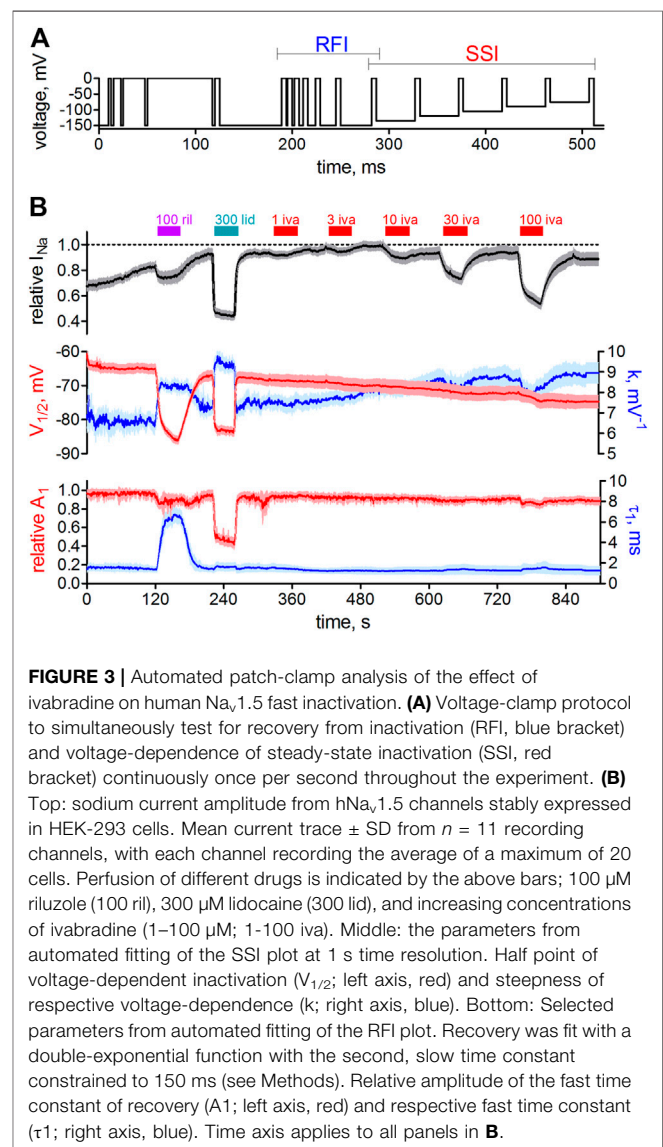 A
RFI
SSI
voltage, mV
0
-50
-100
-150
0 100 200 300 400 500
time, ms
B
100 ril 300 lid 1 iva 3 iva 10 iva 30 iva 100 iva
relative INa
1.0
0.8
0.6
0.4
V1/2, mV
-60
-70
-80
-90
10
9
8
7
6
5
k, mV-1
relative A1
1.0
0.8
0.6
0.4
0.2
0.0
10
8
6
4
2
0
τ1, ms
0 120 240 360 480 600 720 840
time, s
FIGURE 3 | Automated patch-clamp analysis of the effect of
ivabradine on human Nav1.5 fast inactivation. (A) Voltage-clamp protocol
to simultaneously test for recovery from inactivation (RFI, blue bracket)
and voltage-dependence of steady-state inactivation (SSI, red
bracket) continuously once per second throughout the experiment. (B)
Top: sodium current amplitude from hNav1.5 channels stably expressed
in HEK-293 cells. Mean current trace ± SD from n = 11 recording
channels, with each channel recording the average of a maximum of 20
cells. Perfusion of different drugs is indicated by the above bars; 100 µM
riluzole (100 ril), 300 µM lidocaine (300 lid), and increasing concentrations
of ivabradine (1–100 µM; 1-100 iva). Middle: the parameters from
automated fitting of the SSI plot at 1 s time resolution. Half point of
voltage-dependent inactivation (V1/2; left axis, red) and steepness of
respective voltage-dependence (k; right axis, blue). Bottom: Selected
parameters from automated fitting of the RFI plot. Recovery was fit with a
double-exponential function with the second, slow time constant
constrained to 150 ms (see Methods). Relative amplitude of the fast time
constant of recovery (A1; left axis, red) and respective fast time constant
(τ1; right axis, blue). Time axis applies to all panels in B.